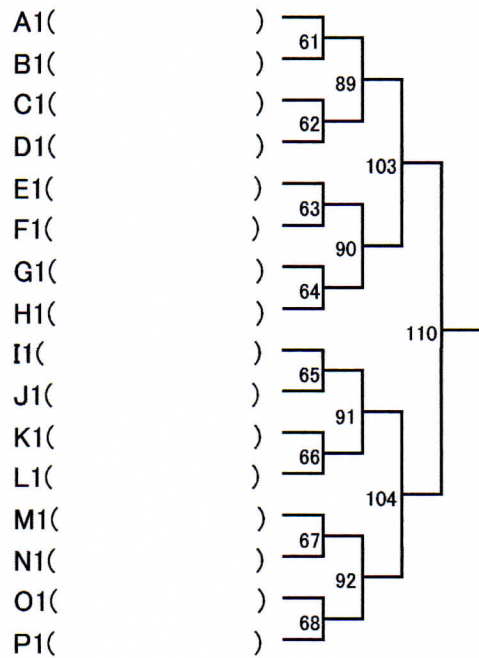 A1( )
61
B1( )
89
C1( )
62
D1( )
103
E1( )
63
F1( )
90
G1( )
64
H1( )
110
I1( )
65
J1( )
91
K1( )
66
L1( )
104
M1( )
67
N1( )
92
O1( )
68
P1( )